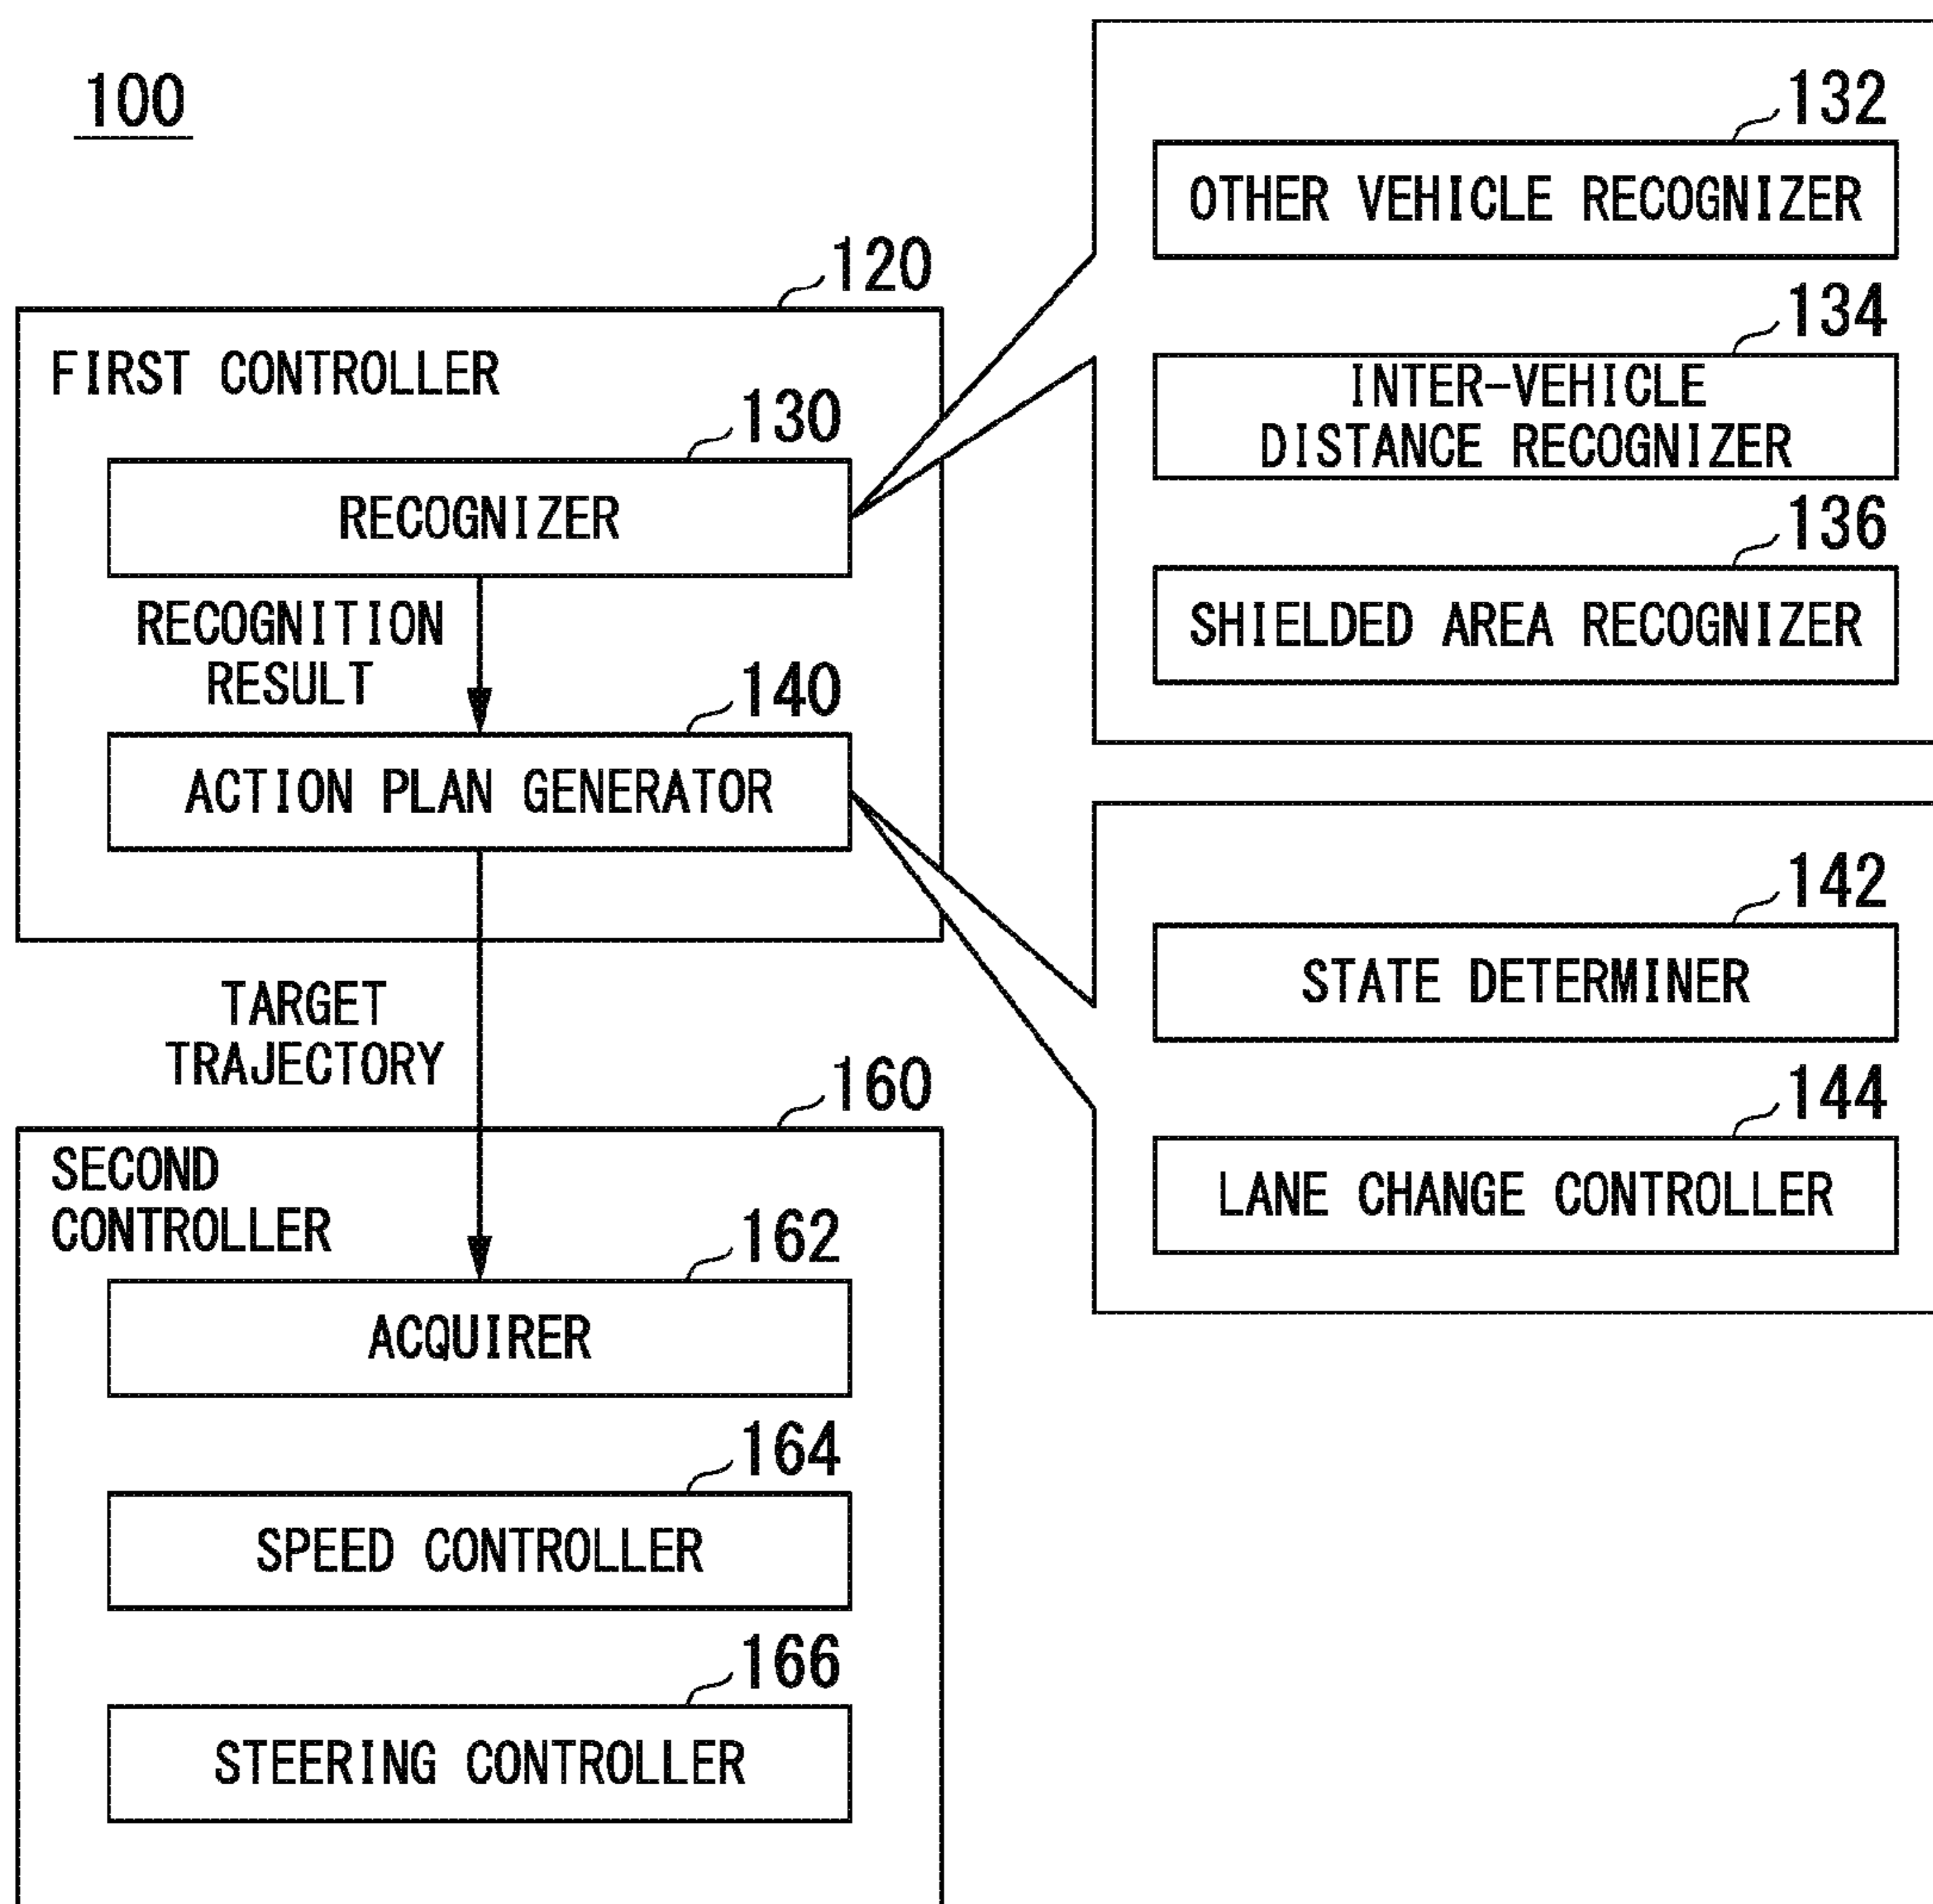 100
120
FIRST CONTROLLER
130
RECOGNIZER
RECOGNITION
RESULT
140
ACTION PLAN GENERATOR
TARGET
TRAJECTORY
160
SECOND
CONTROLLER
162
ACQUIRER
164
SPEED CONTROLLER
166
STEERING CONTROLLER
132
OTHER VEHICLE RECOGNIZER
134
INTER-VEHICLE
DISTANCE RECOGNIZER
136
SHIELDED AREA RECOGNIZER
142
STATE DETERMINER
144
LANE CHANGE CONTROLLER